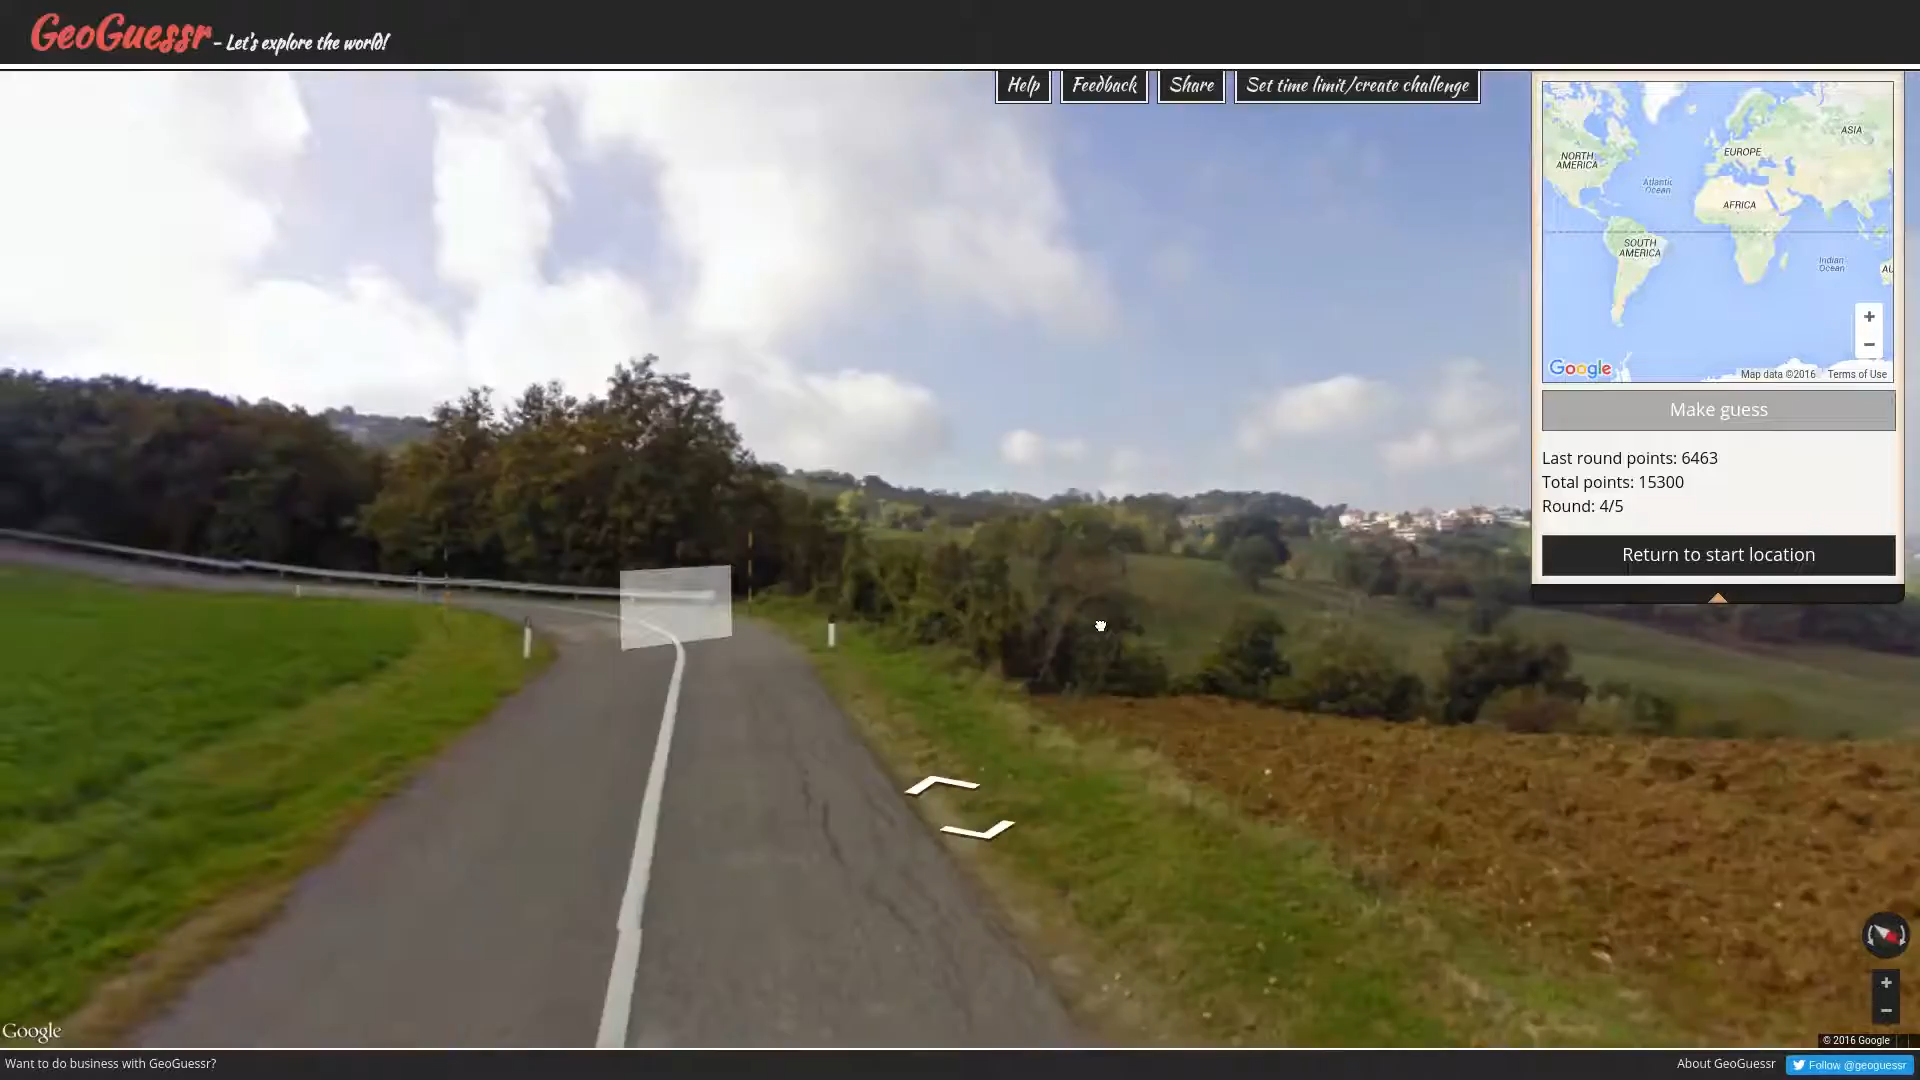 GeoGuessr - Let's explore the world!
Help
Feedback
Share
Set time limit/create challenge
NORTH AMERICA
EUROPE
ASIA
Atlantic Ocean
AFRICA
SOUTH AMERICA
Indian Ocean
AU
+
−
Google
Map data ©2016
Terms of Use
Make guess
Last round points: 6463
Total points: 15300
Round: 4/5
Return to start location
+
−
Google
© 2016 Google
Want to do business with GeoGuessr?
About GeoGuessr
Follow @geoguessr